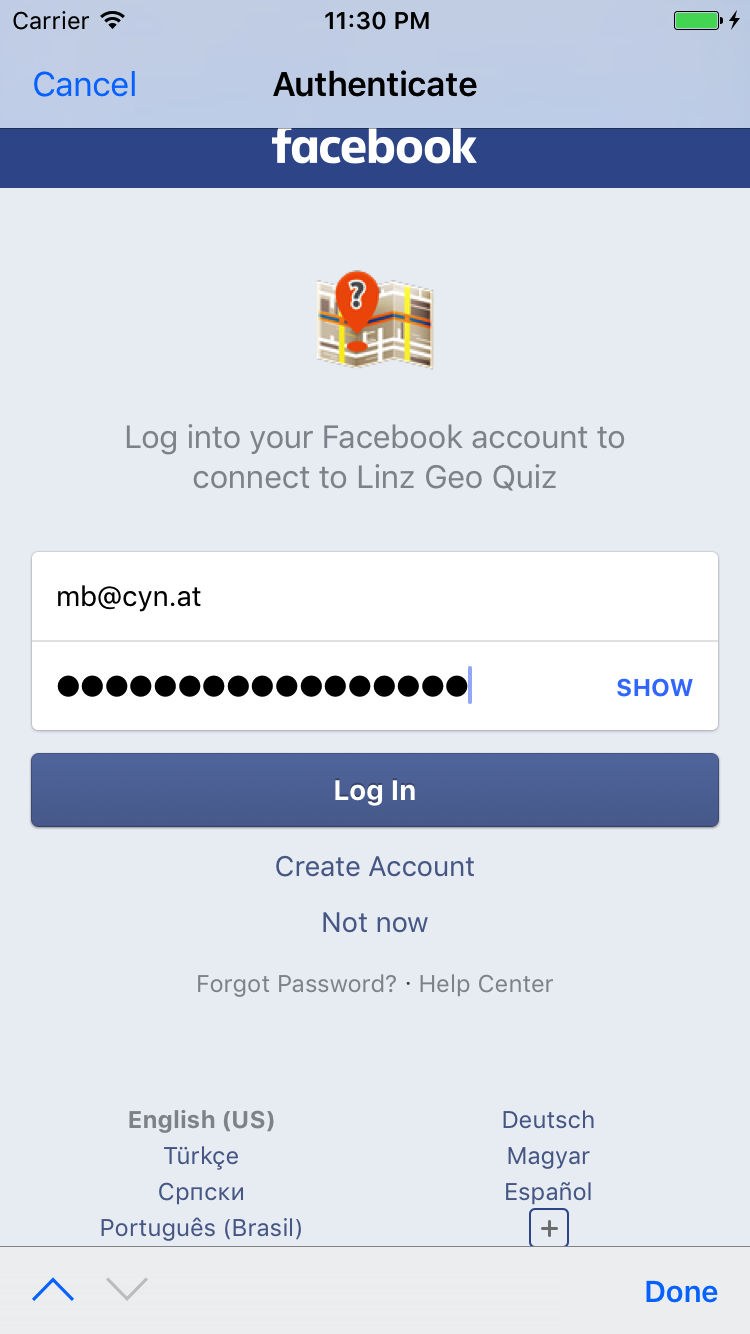 Carrier 11:30 PM
Cancel Authenticate
facebook
?
Log into your Facebook account to
connect to Linz Geo Quiz
mb@cyn.at
●●●●●●●●●●●●●●●●● SHOW
Log In
Create Account
Not now
Forgot Password? · Help Center
English (US) Deutsch
Türkçe Magyar
Српски Español
Português (Brasil) +
Done